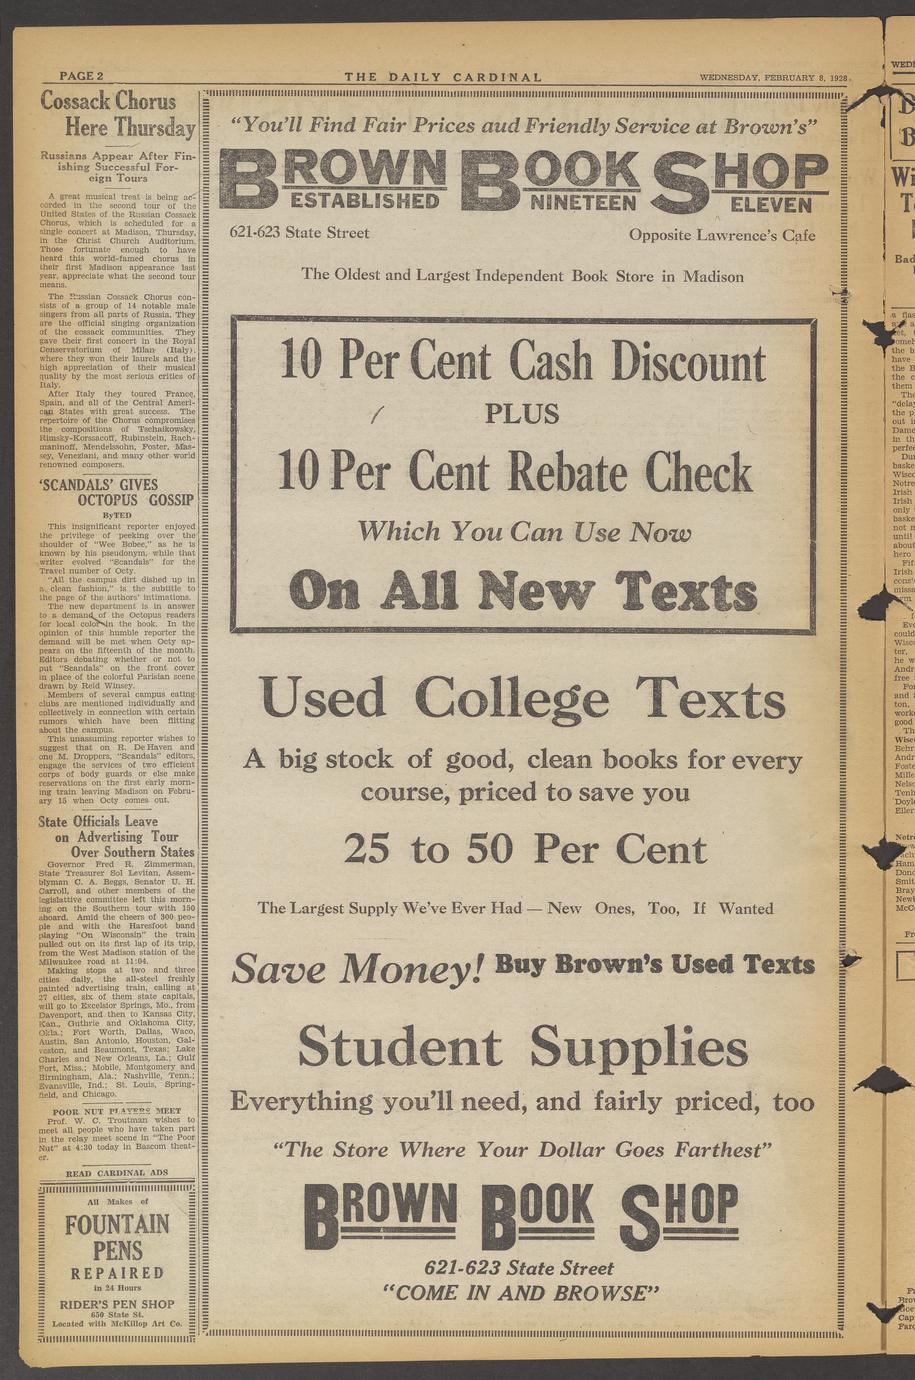 PAGE 2
THE DAILY CARDINAL
WEDNESDAY, FEBRUARY 8, 1928.
Cossack Chorus
Here Thursday
Russians Appear After Fin-
ishing Successful For-
eign Tours
A great musical treat is being ac-
corded in the second tour of the
United States of the Russian Cossack
Chorus, which is scheduled for a
single concert at Madison, Thursday,
in the Christ Church Auditorium.
Those fortunate enough to have
heard this world-famed chorus in
their first Madison appearance last
year, appreciate what the second tour
means.
The Russian Cossack Chorus con-
sists of a group of 14 notable male
singers from all parts of Russia. They
are the official singing organization
of the cossack communities. They
gave their first concert in the Royal
Conservatorium of Milan (Italy),
where they won their laurels and the
high appreciation of their musical
quality by the most serious critics of
Italy.
After Italy they toured France,
Spain, and all of the Central Ameri-
can States with great success. The
repertoire of the Chorus compromises
the compositions of Tschaikowsky,
Rimsky-Korssacoff, Rubinstein, Rach-
maninoff, Mendelssohn, Foster, Mas-
sey, Veneziani, and many other world
renowned composers.
'SCANDALS' GIVES
OCTOPUS GOSSIP
By TED
This insignificant reporter enjoyed
the privilege of peeking over the
shoulder of "Wee Bobee," as he is
known by his pseudonym, while that
writer evolved "Scandals" for the
Travel number of Octy.
"All the campus dirt dished up in
a clean fashion," is the subtitle to
the page of the authors' intimations.
The new department is in answer
to a demand of the Octopus readers
for local color in the book. In the
opinion of this humble reporter the
demand will be met when Octy ap-
pears on the fifteenth of the month.
Editors debating whether or not to
put "Scandals" on the front cover
in place of the colorful Parisian scene
drawn by Reid Winsey.
Members of several campus eating
clubs are mentioned individually and
collectively in connection with certain
rumors which have been flitting
about the campus.
This unassuming reporter wishes to
suggest that on R. De Haven and
one M. Droppers, "Scandals" editors,
engage the services of two efficient
corps of body guards or else make
reservations on the first early morn-
ing train leaving Madison on Febru-
ary 15 when Octy comes out.
State Officials Leave
on Advertising Tour
Over Southern States
Governor Fred R. Zimmerman,
State Treasurer Sol Levitan, Assem-
blyman C. A. Beggs, Senator U. H.
Carroll, and other members of the
legislative committee left this morn-
ing on the Southern tour with 150
aboard. Amid the cheers of 300 peo-
ple and with the Haresfoot band
playing "On Wisconsin" the train
pulled out on its first lap of its trip,
from the West Madison station of the
Milwaukee road at 11:04.
Making stops at two and three
cities daily, the all-steel freshly
painted advertising train, calling at
27 cities, six of them state capitals,
will go to Excelsior Springs, Mo., from
Davenport, and then to Kansas City,
Kan., Guthrie and Oklahoma City,
Okla.; Fort Worth, Dallas, Waco,
Austin, San Antonio, Houston, Gal-
veston, and Beaumont, Texas; Lake
Charles and New Orleans, La.; Gulf
Port, Miss.; Mobile, Montgomery and
Birmingham, Ala.; Nashville, Tenn.;
Evansville, Ind.; St. Louis, Spring-
field, and Chicago.
POOR NUT PLAYERS MEET
Prof. W. C. Troutman wishes to
meet all people who have taken part
in the relay meet scene in "The Poor
Nut" at 4:30 today in Bascom theat-
er.
READ CARDINAL ADS
All Makes of
FOUNTAIN
PENS
REPAIRED
in 24 Hours
RIDER'S PEN SHOP
650 State St.
Located with McKillop Art Co.
"You'll Find Fair Prices aud Friendly Service at Brown's"
BROWN BOOK SHOP
ESTABLISHED NINETEEN ELEVEN
621-623 State Street
Opposite Lawrence's Cafe
The Oldest and Largest Independent Book Store in Madison
10 Per Cent Cash Discount
PLUS
10 Per Cent Rebate Check
Which You Can Use Now
On All New Texts
Used College Texts
A big stock of good, clean books for every
course, priced to save you
25 to 50 Per Cent
The Largest Supply We've Ever Had — New Ones, Too, If Wanted
Save Money! Buy Brown's Used Texts
Student Supplies
Everything you'll need, and fairly priced, too
"The Store Where Your Dollar Goes Farthest"
BROWN BOOK SHOP
621-623 State Street
"COME IN AND BROWSE"